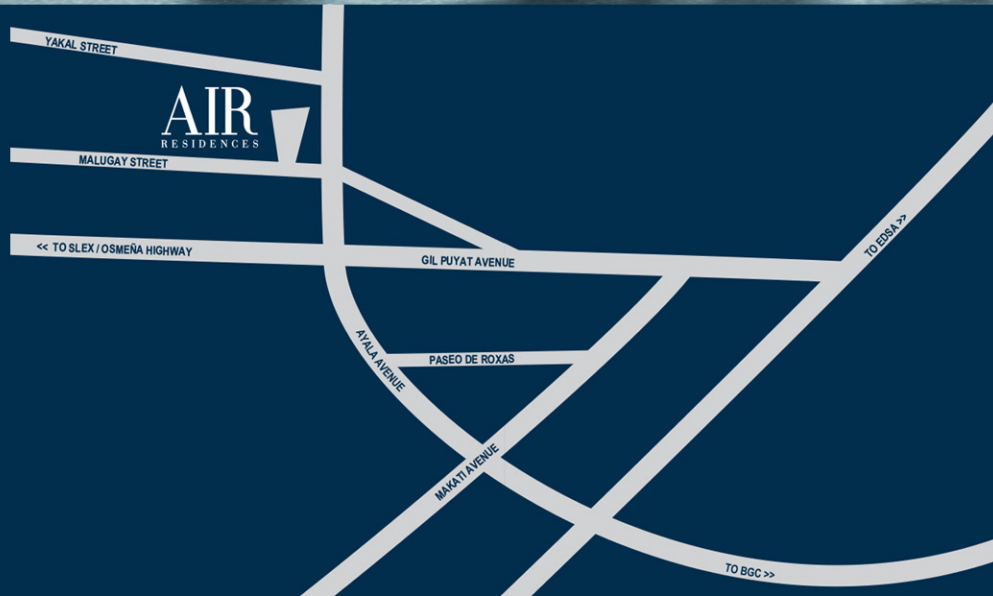 YAKAL STREET
AIR
RESIDENCES
MALUGAY STREET
<< TO SLEX / OSMEÑA HIGHWAY
GIL PUYAT AVENUE
TO EDSA >>
AYALA AVENUE
PASEO DE ROXAS
MAKATI AVENUE
TO BGC >>